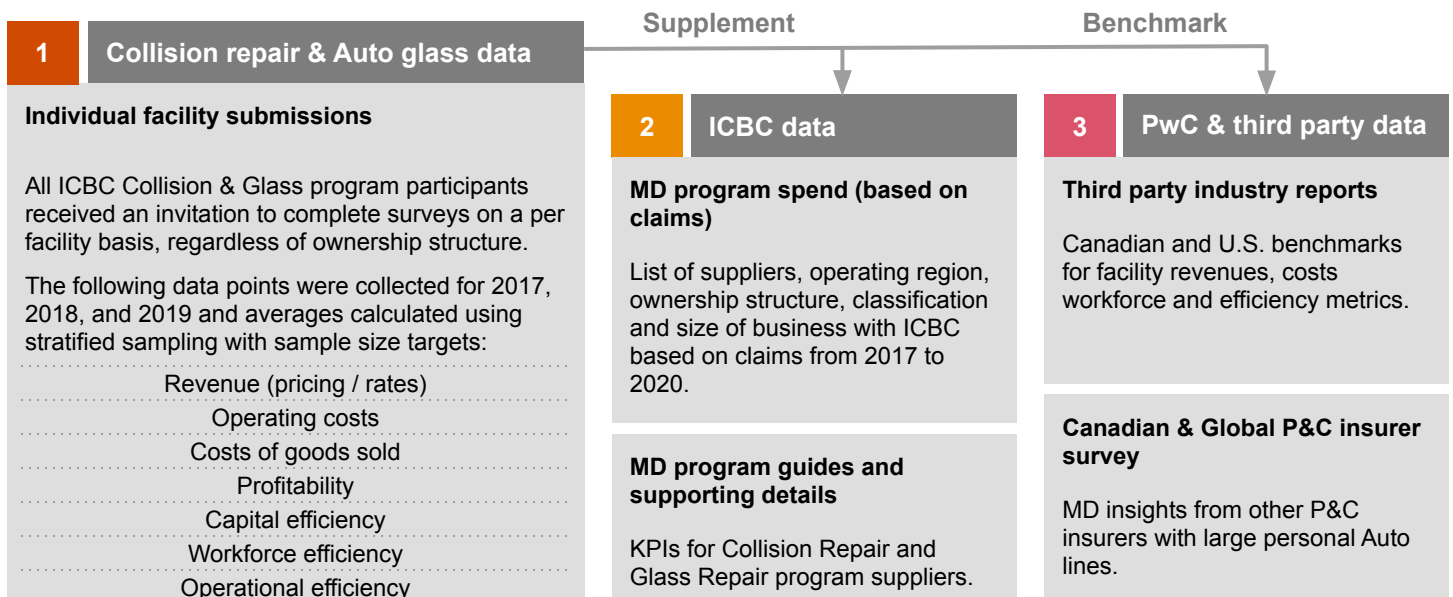 Supplement
Benchmark
1
Collision repair & Auto glass data
Individual facility submissions
All ICBC Collision & Glass program participants
received an invitation to complete surveys on a per
facility basis, regardless of ownership structure.
The following data points were collected for 2017,
2018, and 2019 and averages calculated using
stratified sampling with sample size targets:
Revenue (pricing / rates)
Operating costs
Costs of goods sold
Profitability
Capital efficiency
Workforce efficiency
Operational efficiency
2
ICBC data
MD program spend (based on
claims)
List of suppliers, operating region,
ownership structure, classification
and size of business with ICBC
based on claims from 2017 to
2020.
MD program guides and
supporting details
KPIs for Collision Repair and
Glass Repair program suppliers.
3
PwC & third party data
Third party industry reports
Canadian and U.S. benchmarks
for facility revenues, costs
workforce and efficiency metrics.
Canadian & Global P&C insurer
survey
MD insights from other P&C
insurers with large personal Auto
lines.